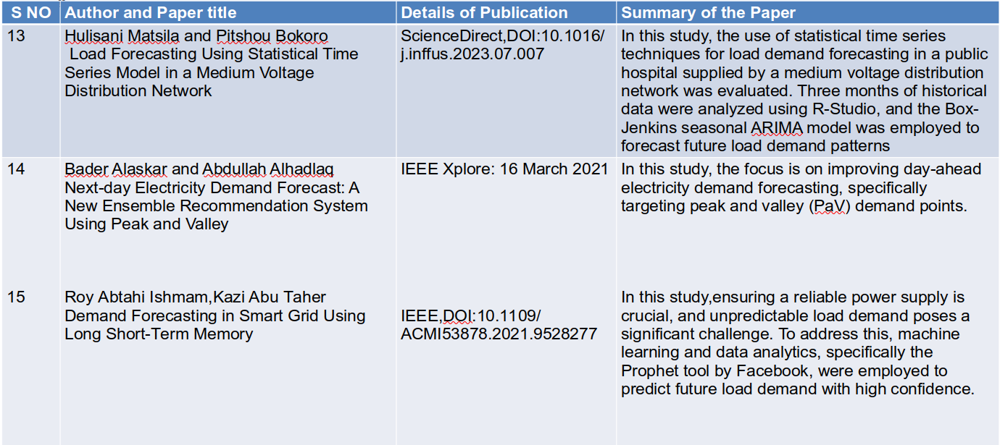 S NO Author and Paper title Details of Publication Summary of the Paper
13
Hulisani Matsila and Pitshou Bokoro
Load Forecasting Using Statistical Time
Series Model in a Medium Voltage
Distribution Network
ScienceDirect,DOI:10.1016/
j.inffus.2023.07.007
In this study, the use of statistical time series
techniques for load demand forecasting in a public
hospital supplied by a medium voltage distribution
network was evaluated. Three months of historical
data were analyzed using R-Studio, and the Box-
Jenkins seasonal ARIMA model was employed to
forecast future load demand patterns
14
Bader Alaskar and Abdullah Alhadlaq
Next-day Electricity Demand Forecast: A
New Ensemble Recommendation System
Using Peak and Valley
IEEE Xplore: 16 March 2021
In this study, the focus is on improving day-ahead
electricity demand forecasting, specifically
targeting peak and valley (PaV) demand points.
15
Roy Abtahi Ishmam,Kazi Abu Taher
Demand Forecasting in Smart Grid Using
Long Short-Term Memory
IEEE,DOI:10.1109/
ACMI53878.2021.9528277
In this study,ensuring a reliable power supply is
crucial, and unpredictable load demand poses a
significant challenge. To address this, machine
learning and data analytics, specifically the
Prophet tool by Facebook, were employed to
predict future load demand with high confidence.